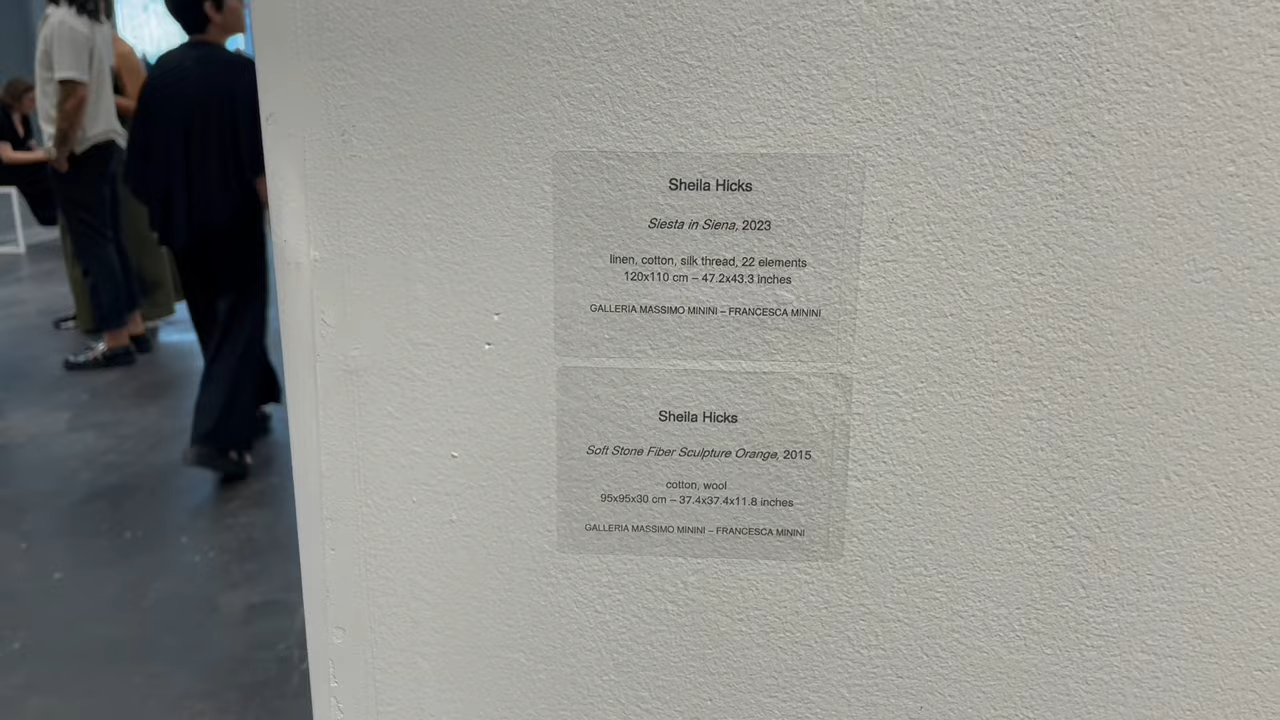 Sheila Hicks
Siesta in Siena, 2023
linen, cotton, silk thread, 22 elements
120x110 cm – 47.2x43.3 inches
GALLERIA MASSIMO MININI – FRANCESCA MININI
Sheila Hicks
Soft Stone Fiber Sculpture Orange, 2015
cotton, wool
95x95x30 cm – 37.4x37.4x11.8 inches
GALLERIA MASSIMO MININI – FRANCESCA MININI